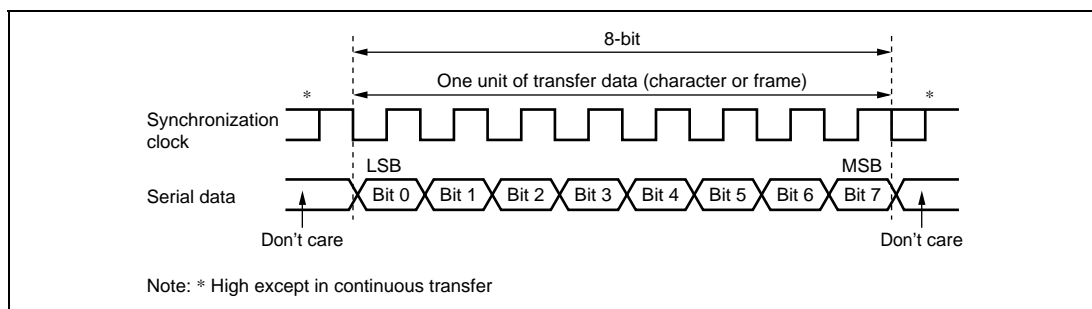 8-bit
One unit of transfer data (character or frame)
* *
Synchronization
clock
LSB MSB
Serial data Bit 0 Bit 1 Bit 2 Bit 3 Bit 4 Bit 5 Bit 6 Bit 7
Don't care Don't care
Note: * High except in continuous transfer